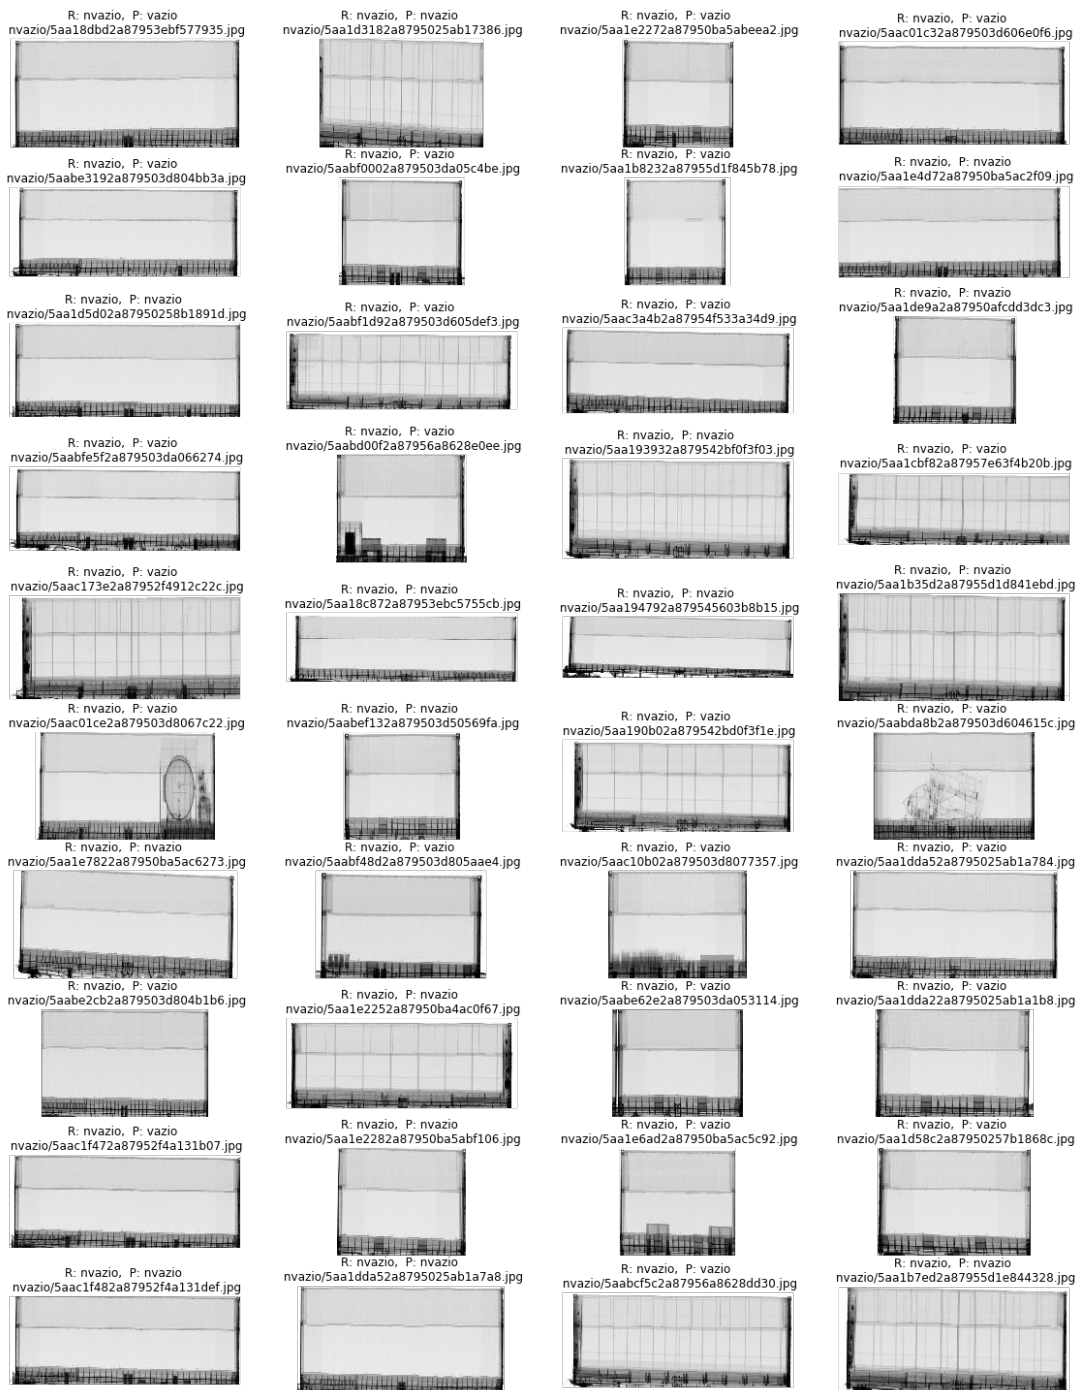 R: nvazio,  P: vazio
nvazio/5aa18dbd2a87953ebf577935.jpg
R: nvazio,  P: nvazio
nvazio/5aa1d3182a8795025ab17386.jpg
R: nvazio,  P: vazio
nvazio/5aa1e2272a87950ba5abeea2.jpg
R: nvazio,  P: vazio
nvazio/5aac01c32a879503d606e0f6.jpg
R: nvazio,  P: vazio
nvazio/5aabe3192a879503d804bb3a.jpg
R: nvazio,  P: vazio
nvazio/5aabf0002a879503da05c4be.jpg
R: nvazio,  P: vazio
nvazio/5aa1b8232a87955d1f845b78.jpg
R: nvazio,  P: vazio
nvazio/5aa1e4d72a87950ba5ac2f09.jpg
R: nvazio,  P: nvazio
nvazio/5aa1d5d02a87950258b1891d.jpg
R: nvazio,  P: nvazio
nvazio/5aabf1d92a879503d605def3.jpg
R: nvazio,  P: vazio
nvazio/5aac3a4b2a87954f533a34d9.jpg
R: nvazio,  P: vazio
nvazio/5aa1de9a2a87950afcdd3dc3.jpg
R: nvazio,  P: vazio
nvazio/5aabfe5f2a879503da066274.jpg
R: nvazio,  P: vazio
nvazio/5aabd00f2a87956a8628e0ee.jpg
R: nvazio,  P: nvazio
nvazio/5aa193932a879542bf0f3f03.jpg
R: nvazio,  P: nvazio
nvazio/5aa1cbf82a87957e63f4b20b.jpg
R: nvazio,  P: nvazio
nvazio/5aac173e2a87952f4912c22c.jpg
R: nvazio,  P: vazio
nvazio/5aa18c872a87953ebc5755cb.jpg
R: nvazio,  P: nvazio
nvazio/5aa194792a879545603b8b15.jpg
R: nvazio,  P: nvazio
nvazio/5aa1b35d2a87955d1d841ebd.jpg
R: nvazio,  P: vazio
nvazio/5aac01ce2a879503d8067c22.jpg
R: nvazio,  P: vazio
nvazio/5aabef132a879503d50569fa.jpg
R: nvazio,  P: nvazio
nvazio/5aa190b02a879542bd0f3f1e.jpg
R: nvazio,  P: vazio
nvazio/5aabda8b2a879503d604615c.jpg
R: nvazio,  P: nvazio
nvazio/5aa1e7822a87950ba5ac6273.jpg
R: nvazio,  P: vazio
nvazio/5aabf48d2a879503d805aae4.jpg
R: nvazio,  P: vazio
nvazio/5aac10b02a879503d8077357.jpg
R: nvazio,  P: vazio
nvazio/5aa1dda52a8795025ab1a784.jpg
R: nvazio,  P: vazio
nvazio/5aabe2cb2a879503d804b1b6.jpg
R: nvazio,  P: nvazio
nvazio/5aa1e2252a87950ba4ac0f67.jpg
R: nvazio,  P: vazio
nvazio/5aabe62e2a879503da053114.jpg
R: nvazio,  P: vazio
nvazio/5aa1dda22a8795025ab1a1b8.jpg
R: nvazio,  P: vazio
nvazio/5aac1f472a87952f4a131b07.jpg
R: nvazio,  P: vazio
nvazio/5aa1e2282a87950ba5abf106.jpg
R: nvazio,  P: vazio
nvazio/5aa1e6ad2a87950ba5ac5c92.jpg
R: nvazio,  P: vazio
nvazio/5aa1d58c2a87950257b1868c.jpg
R: nvazio,  P: nvazio
nvazio/5aac1f482a87952f4a131def.jpg
R: nvazio,  P: vazio
nvazio/5aa1dda52a8795025ab1a7a8.jpg
R: nvazio,  P: nvazio
nvazio/5aabcf5c2a87956a8628dd30.jpg
R: nvazio,  P: nvazio
nvazio/5aa1b7ed2a87955d1e844328.jpg